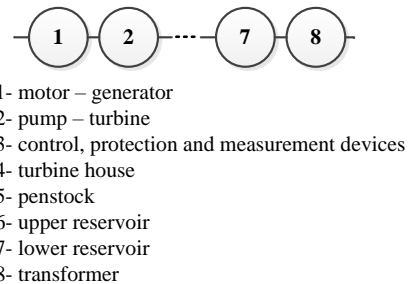 1 2 7 8
1- motor – generator
2- pump – turbine
3- control, protection and measurement devices
4- turbine house
5- penstock
6- upper reservoir
7- lower reservoir
8- transformer